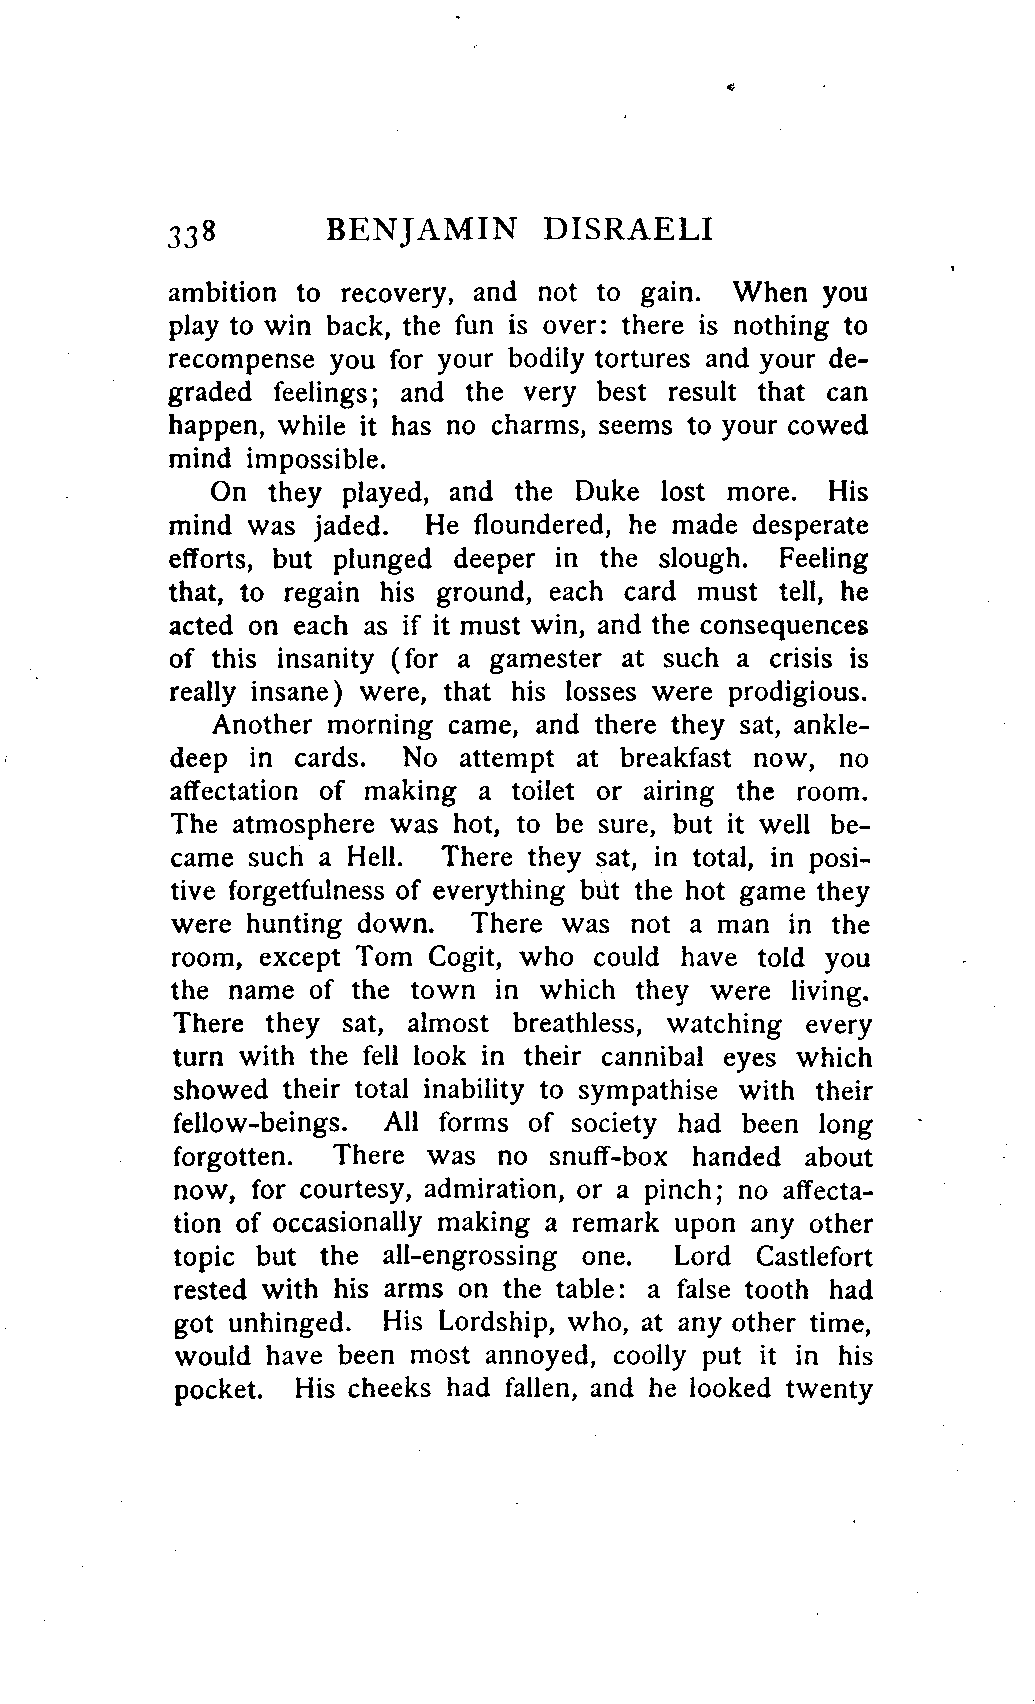 338 BENJAMIN DISRAELI
ambition to recovery, and not to gain. When you
play to win back, the fun is over: there is nothing to
recompense you for your bodily tortures and your de-
graded feelings; and the very best result that can
happen, while it has no charms, seems to your cowed
mind impossible.
On they played, and the Duke lost more. His
mind was jaded. He floundered, he made desperate
efforts, but plunged deeper in the slough. Feeling
that, to regain his ground, each card must tell, he
acted on each as if it must win, and the consequences
of this insanity (for a gamester at such a crisis is
really insane) were, that his losses were prodigious.
Another morning came, and there they sat, ankle-
deep in cards. No attempt at breakfast now, no
affectation of making a toilet or airing the room.
The atmosphere was hot, to be sure, but it well be-
came such a Hell. There they sat, in total, in posi-
tive forgetfulness of everything but the hot game they
were hunting down. There was not a man in the
room, except Tom Cogit, who could have told you
the name of the town in which they were living.
There they sat, almost breathless, watching every
turn with the fell look in their cannibal eyes which
showed their total inability to sympathise with their
fellow-beings. All forms of society had been long
forgotten. There was no snuff-box handed about
now, for courtesy, admiration, or a pinch; no affecta-
tion of occasionally making a remark upon any other
topic but the all-engrossing one. Lord Castlefort
rested with his arms on the table: a false tooth had
got unhinged. His Lordship, who, at any other time,
would have been most annoyed, coolly put it in his
pocket. His cheeks had fallen, and he looked twenty